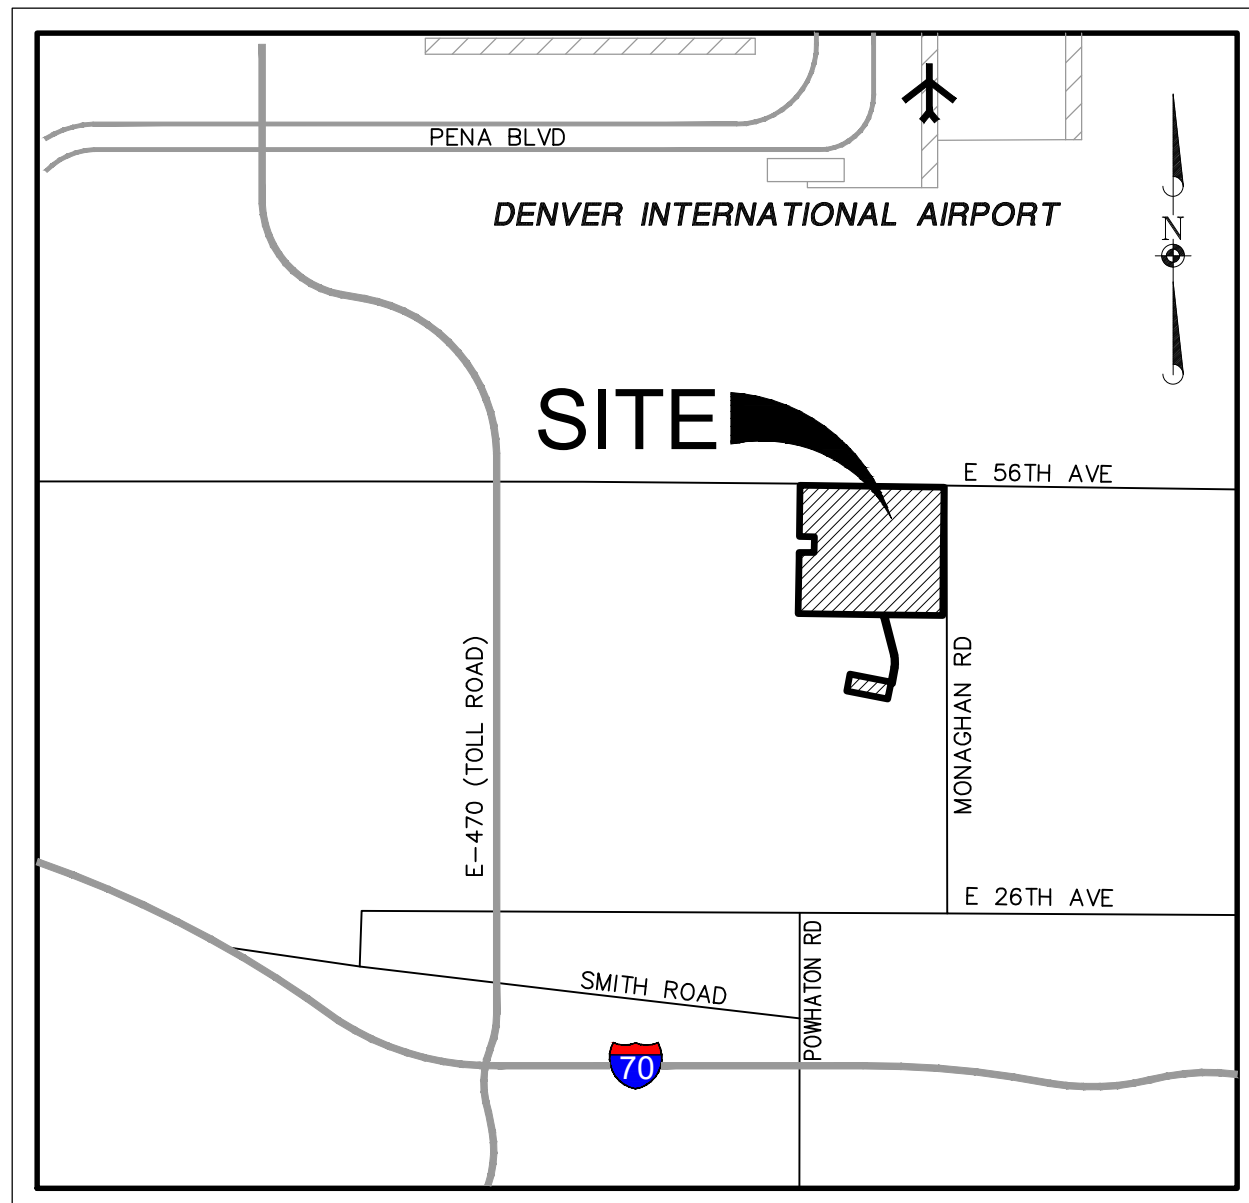 PENA BLVD
DENVER INTERNATIONAL AIRPORT
N
SITE
E 56TH AVE
E-470 (TOLL ROAD)
MONAGHAN RD
E 26TH AVE
POWHATON RD
SMITH ROAD
70